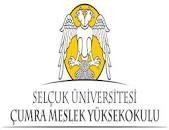 SELÇUK ÜNİVERSİTESİ
ÇUMRA MESLEK YÜKSEKOKULU